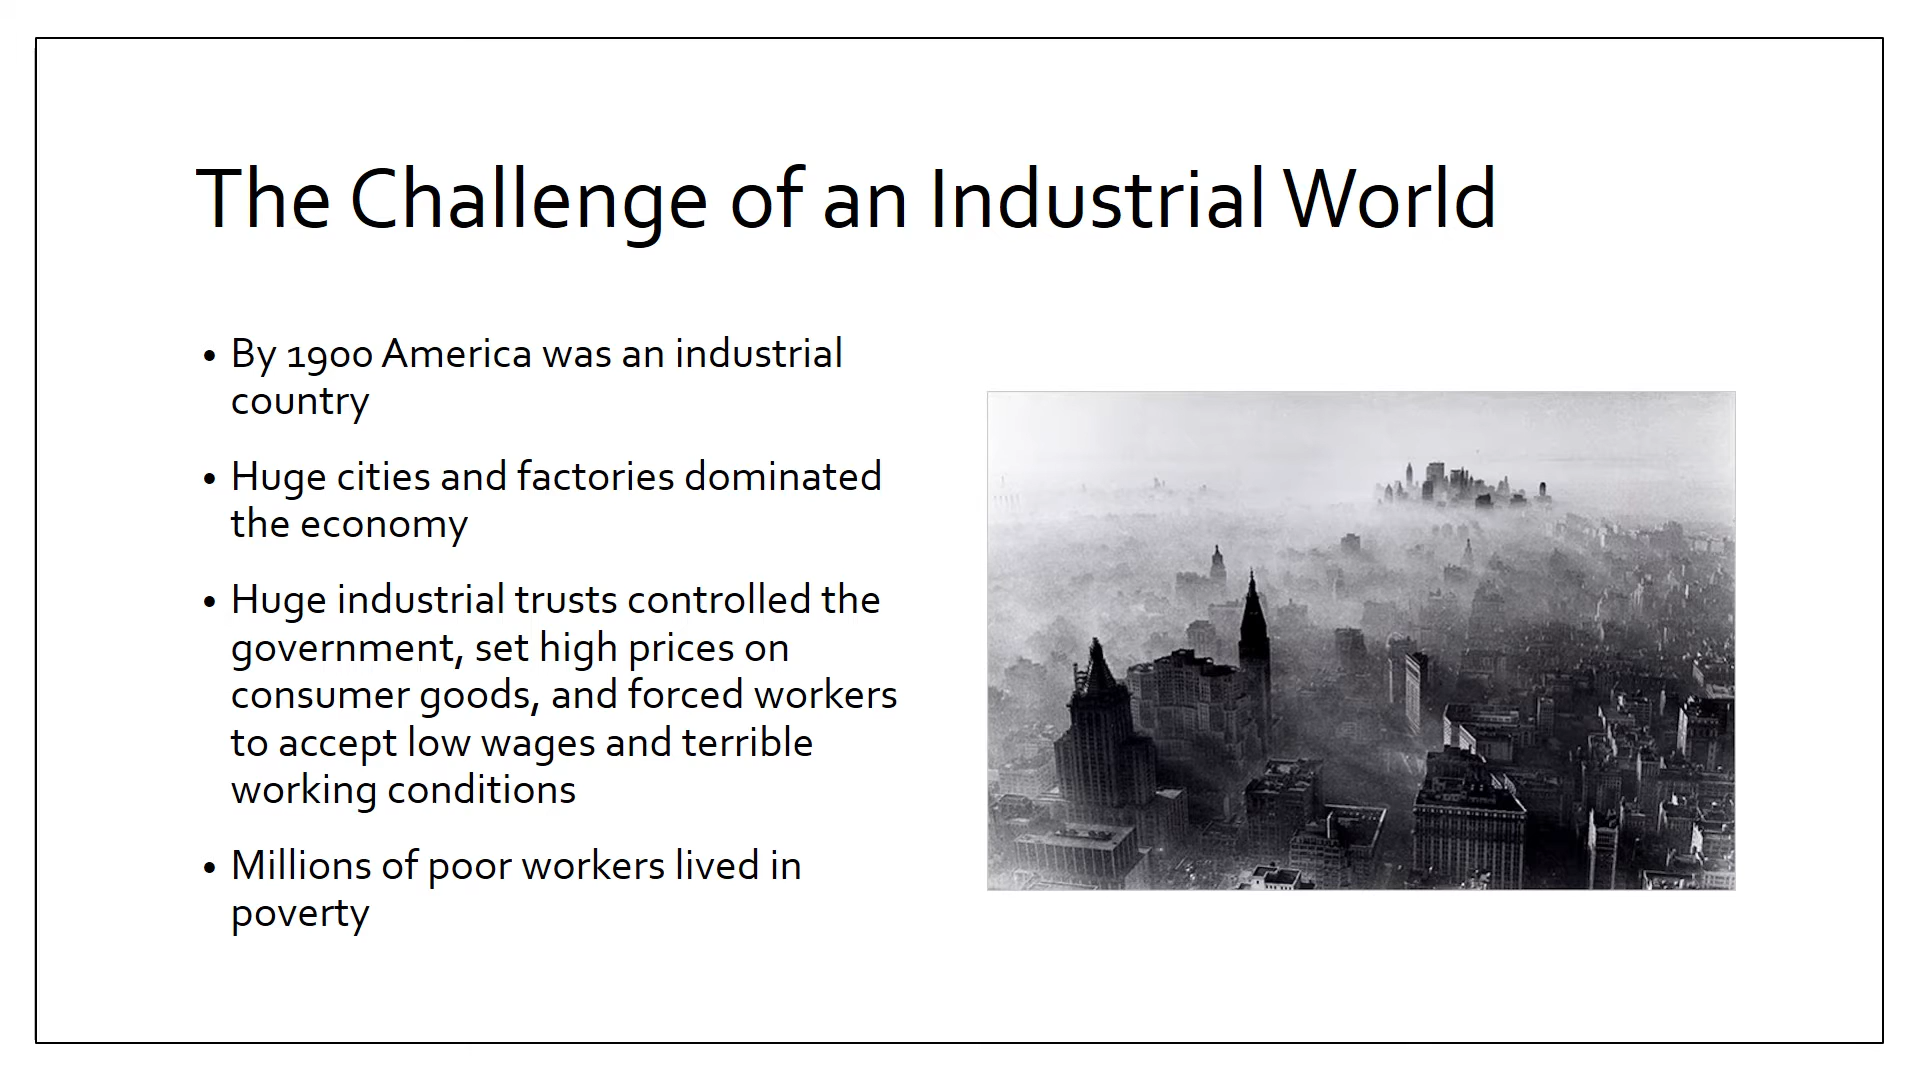 The Challenge of an Industrial World
• By 1900 America was an industrial
country
• Huge cities and factories dominated
the economy
• Huge industrial trusts controlled the
government, set high prices on
consumer goods, and forced workers
to accept low wages and terrible
working conditions
• Millions of poor workers lived in
poverty